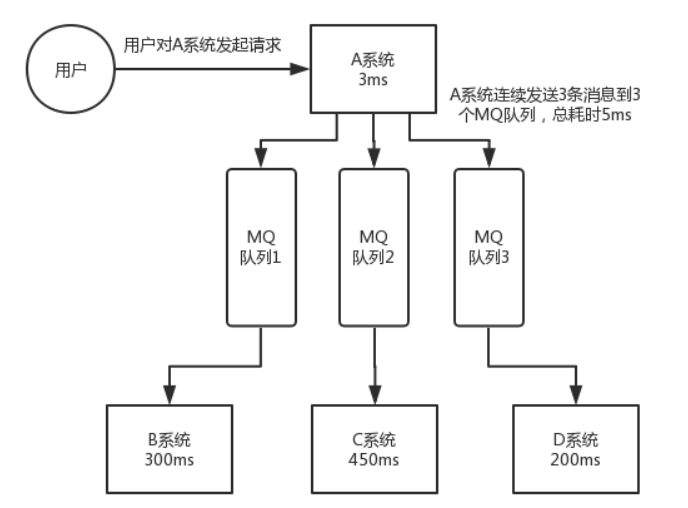 用户对A系统发起请求
用户
A系统
3ms
A系统连续发送3条消息到3
个MQ队列，总耗时5ms
MQ
队列1
MQ
队列2
MQ
队列3
B系统
300ms
C系统
450ms
D系统
200ms